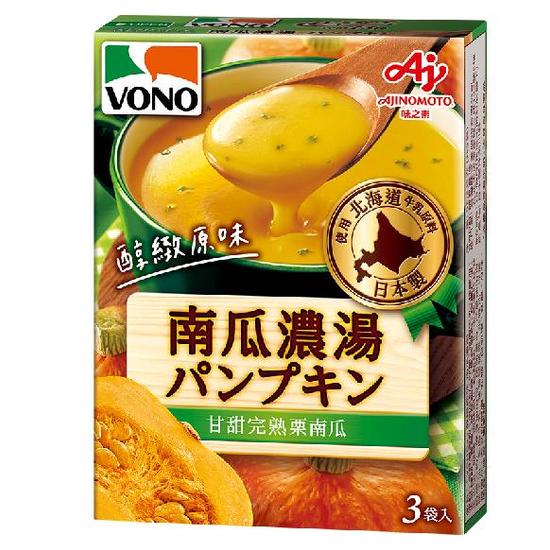 VONO
AJINOMOTO
味之素
使用北海道牛乳原料
日本製
醇緻原味
南瓜濃湯
パンプキン
甘甜完熟栗南瓜
3袋入